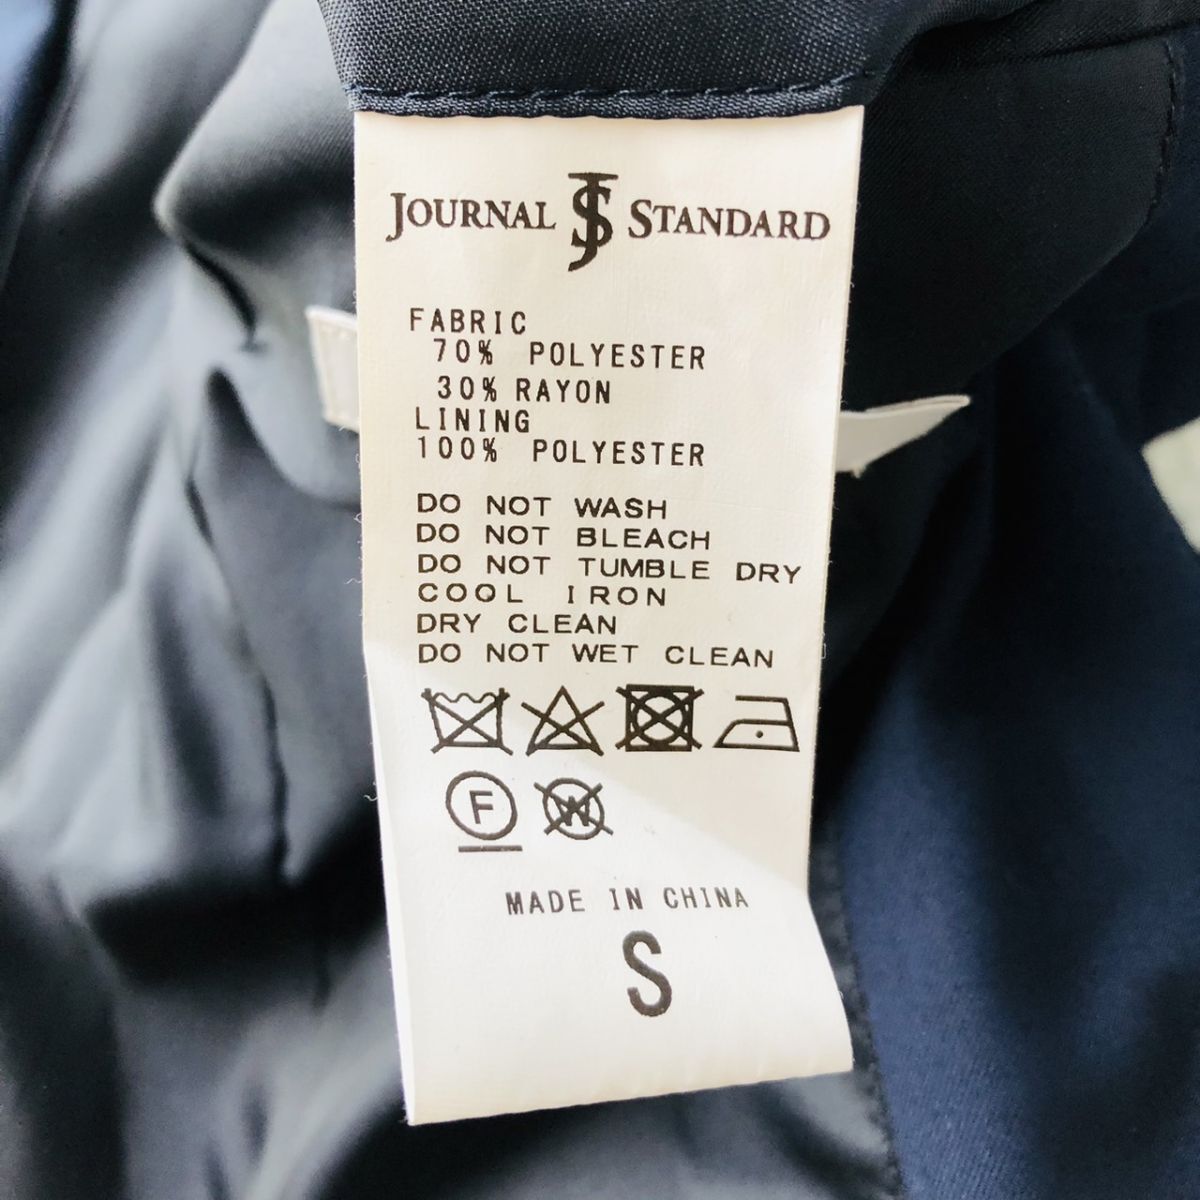 JOURNAL JS STANDARD
FABRIC
70% POLYESTER
30% RAYON
LINING
100% POLYESTER
DO NOT WASH
DO NOT BLEACH
DO NOT TUMBLE DRY
COOL IRON
DRY CLEAN
DO NOT WET CLEAN
F W
MADE IN CHINA
S